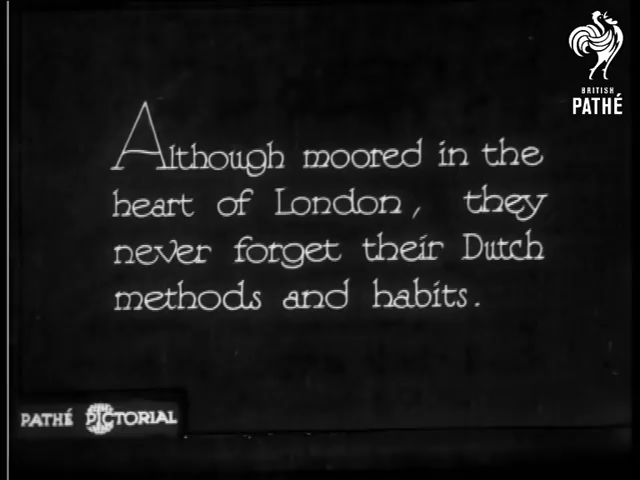 BRITISH
PATHÉ
Although moored in the
heart of London, they
never forget their Dutch
methods and habits.
PATHÉ PICTORIAL